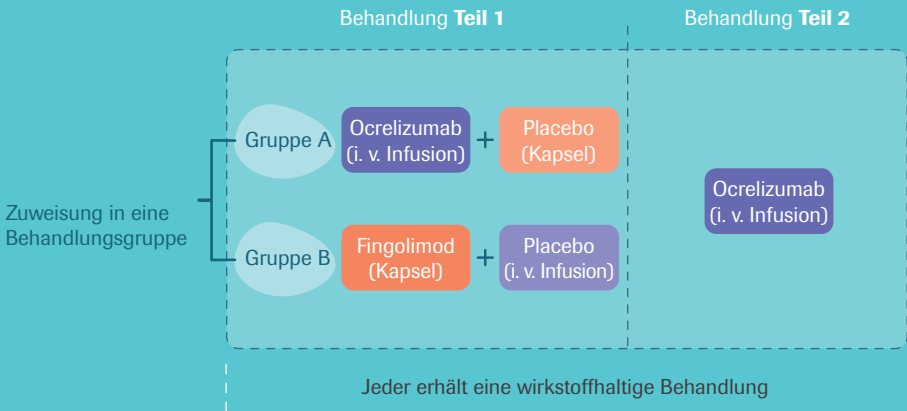 Behandlung Teil 1
Behandlung Teil 2
Zuweisung in eine
Behandlungsgruppe
Gruppe A
Ocrelizumab
(i. v. Infusion)
+
Placebo
(Kapsel)
Gruppe B
Fingolimod
(Kapsel)
+
Placebo
(i. v. Infusion)
Ocrelizumab
(i. v. Infusion)
Jeder erhält eine wirkstoffhaltige Behandlung